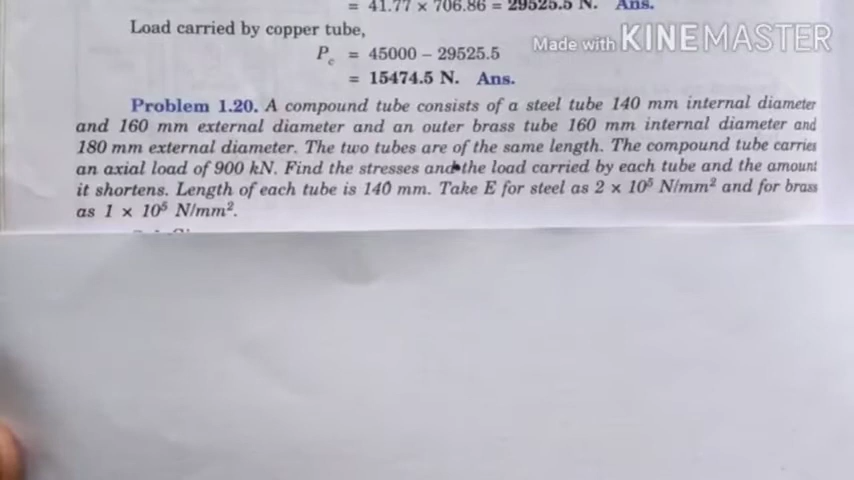 = 41.77 × 706.86 = 29525.5 N. Ans.
Load carried by copper tube,
Pc = 45000 – 29525.5
= 15474.5 N. Ans.
Made with KINEMASTER
Problem 1.20. A compound tube consists of a steel tube 140 mm internal diameter
and 160 mm external diameter and an outer brass tube 160 mm internal diameter and
180 mm external diameter. The two tubes are of the same length. The compound tube carries
an axial load of 900 kN. Find the stresses and the load carried by each tube and the amount
it shortens. Length of each tube is 140 mm. Take E for steel as 2 × 10⁵ N/mm² and for brass
as 1 × 10⁵ N/mm².